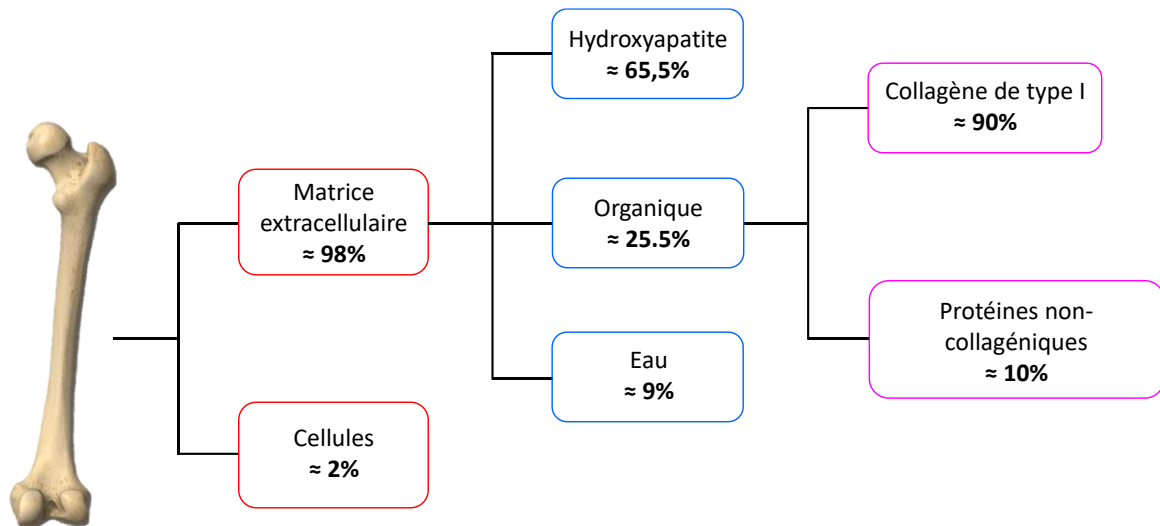 Hydroxyapatite
≈ 65,5%
Collagène de type I
≈ 90%
Matrice
extracellulaire
≈ 98%
Organique
≈ 25.5%
Protéines non-
collagéniques
≈ 10%
Eau
≈ 9%
Cellules
≈ 2%